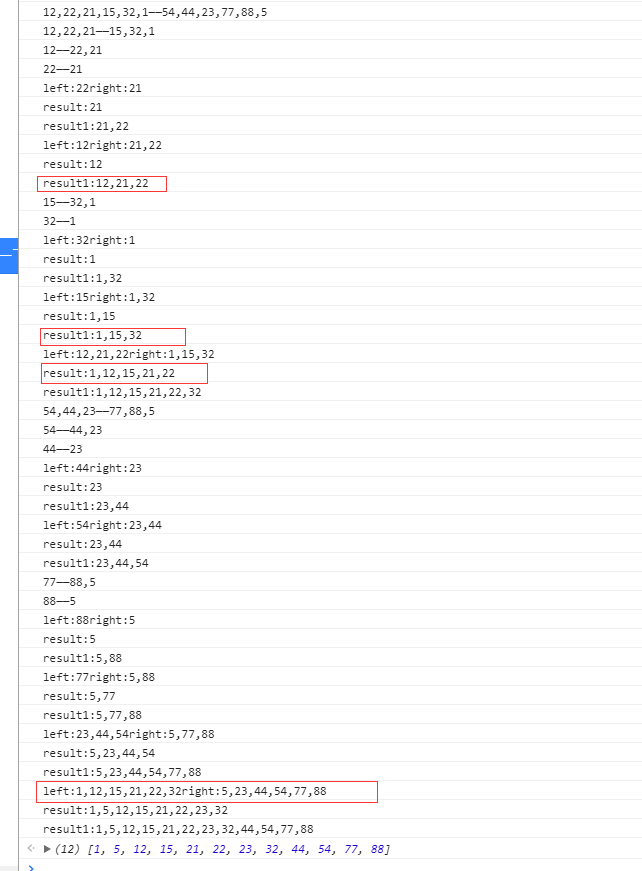 12,22,21,15,32,1——54,44,23,77,88,5
12,22,21——15,32,1
12——22,21
22——21
left:22right:21
result:21
result1:21,22
left:12right:21,22
result:12
result1:12,21,22
15——32,1
32——1
left:32right:1
result:1
result1:1,32
left:15right:1,32
result:1,15
result1:1,15,32
left:12,21,22right:1,15,32
result:1,12,15,21,22
result1:1,12,15,21,22,32
54,44,23——77,88,5
54——44,23
44——23
left:44right:23
result:23
result1:23,44
left:54right:23,44
result:23,44
result1:23,44,54
77——88,5
88——5
left:88right:5
result:5
result1:5,88
left:77right:5,88
result:5,77
result1:5,77,88
left:23,44,54right:5,77,88
result:5,23,44,54
result1:5,23,44,54,77,88
left:1,12,15,21,22,32right:5,23,44,54,77,88
result:1,5,12,15,21,22,23,32
result1:1,5,12,15,21,22,23,32,44,54,77,88
(12) [1, 5, 12, 15, 21, 22, 23, 32, 44, 54, 77, 88]